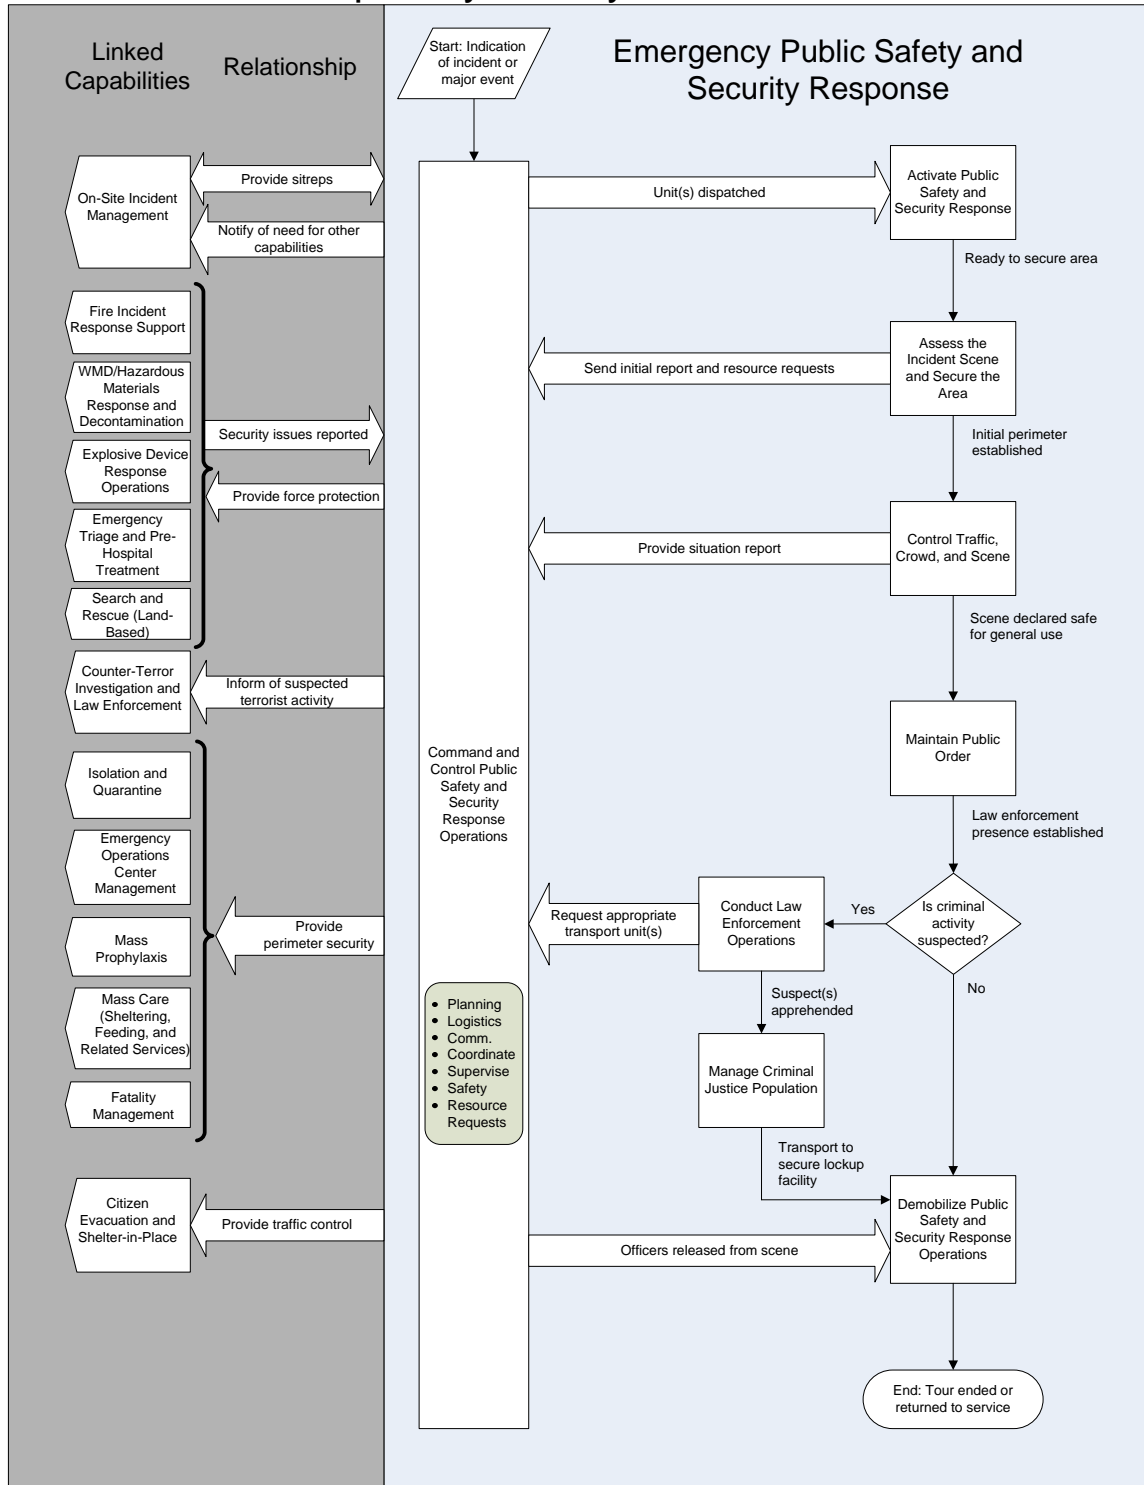 Linked
Capabilities
Relationship
Start: Indication
of incident or
major event
Emergency Public Safety and
Security Response
On-Site Incident
Management
Provide sitreps
Notify of need for other
capabilities
Unit(s) dispatched
Activate Public
Safety and
Security Response
Ready to secure area
Fire Incident
Response Support
WMD/Hazardous
Materials
Response and
Decontamination
Explosive Device
Response
Operations
Emergency
Triage and Pre-
Hospital
Treatment
Search and
Rescue (Land-
Based)
Security issues reported
Provide force protection
Send initial report and resource requests
Assess the
Incident Scene
and Secure the
Area
Initial perimeter
established
Provide situation report
Control Traffic,
Crowd, and Scene
Scene declared safe
for general use
Counter-Terror
Investigation and
Law Enforcement
Inform of suspected
terrorist activity
Command and
Control Public
Safety and
Security
Response
Operations
Maintain Public
Order
Law enforcement
presence established
Isolation and
Quarantine
Emergency
Operations
Center
Management
Mass
Prophylaxis
Mass Care
(Sheltering,
Feeding, and
Related Services)
Fatality
Management
Provide
perimeter security
Request appropriate
transport unit(s)
Conduct Law
Enforcement
Operations
Yes
Is criminal
activity
suspected?
No
Suspect(s)
apprehended
• Planning
• Logistics
• Comm.
• Coordinate
• Supervise
• Safety
• Resource
Requests
Manage Criminal
Justice Population
Transport to
secure lockup
facility
Citizen
Evacuation and
Shelter-in-Place
Provide traffic control
Officers released from scene
Demobilize Public
Safety and
Security Response
Operations
End: Tour ended or
returned to service